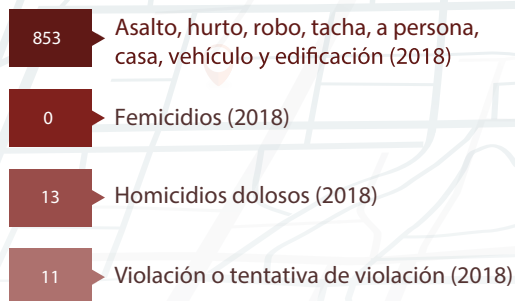 853
Asalto, hurto, robo, tacha, a persona,
casa, vehículo y edificación (2018)
0
Femicidios (2018)
13
Homicidios dolosos (2018)
11
Violación o tentativa de violación (2018)